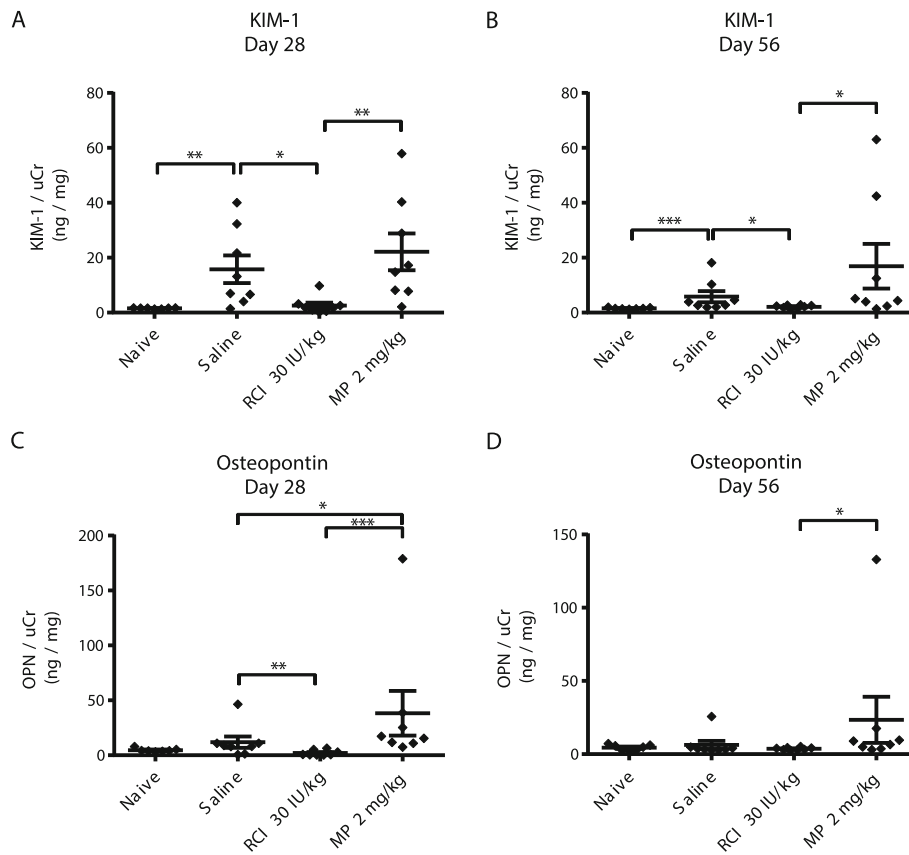 A
KIM-1
Day 28
KIM-1 / uCr
(ng / mg)
80
60
40
20
0
**
*
**
Naive
Saline
RCI 30 IU/kg
MP 2 mg/kg
B
KIM-1
Day 56
KIM-1 / uCr
(ng / mg)
80
60
40
20
0
***
*
*
Naive
Saline
RCI 30 IU/kg
MP 2 mg/kg
C
Osteopontin
Day 28
OPN / uCr
(ng / mg)
200
150
100
50
0
*
***
**
Naive
Saline
RCI 30 IU/kg
MP 2 mg/kg
D
Osteopontin
Day 56
OPN / uCr
(ng / mg)
150
100
50
0
*
Naive
Saline
RCI 30 IU/kg
MP 2 mg/kg